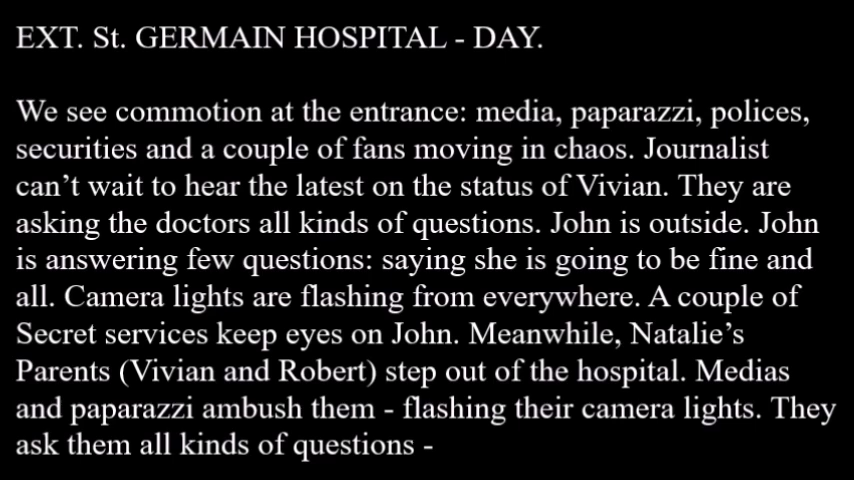 EXT. St. GERMAIN HOSPITAL - DAY.
We see commotion at the entrance: media, paparazzi, polices,
securities and a couple of fans moving in chaos. Journalist
can’t wait to hear the latest on the status of Vivian. They are
asking the doctors all kinds of questions. John is outside. John
is answering few questions: saying she is going to be fine and
all. Camera lights are flashing from everywhere. A couple of
Secret services keep eyes on John. Meanwhile, Natalie’s
Parents (Vivian and Robert) step out of the hospital. Medias
and paparazzi ambush them - flashing their camera lights. They
ask them all kinds of questions -